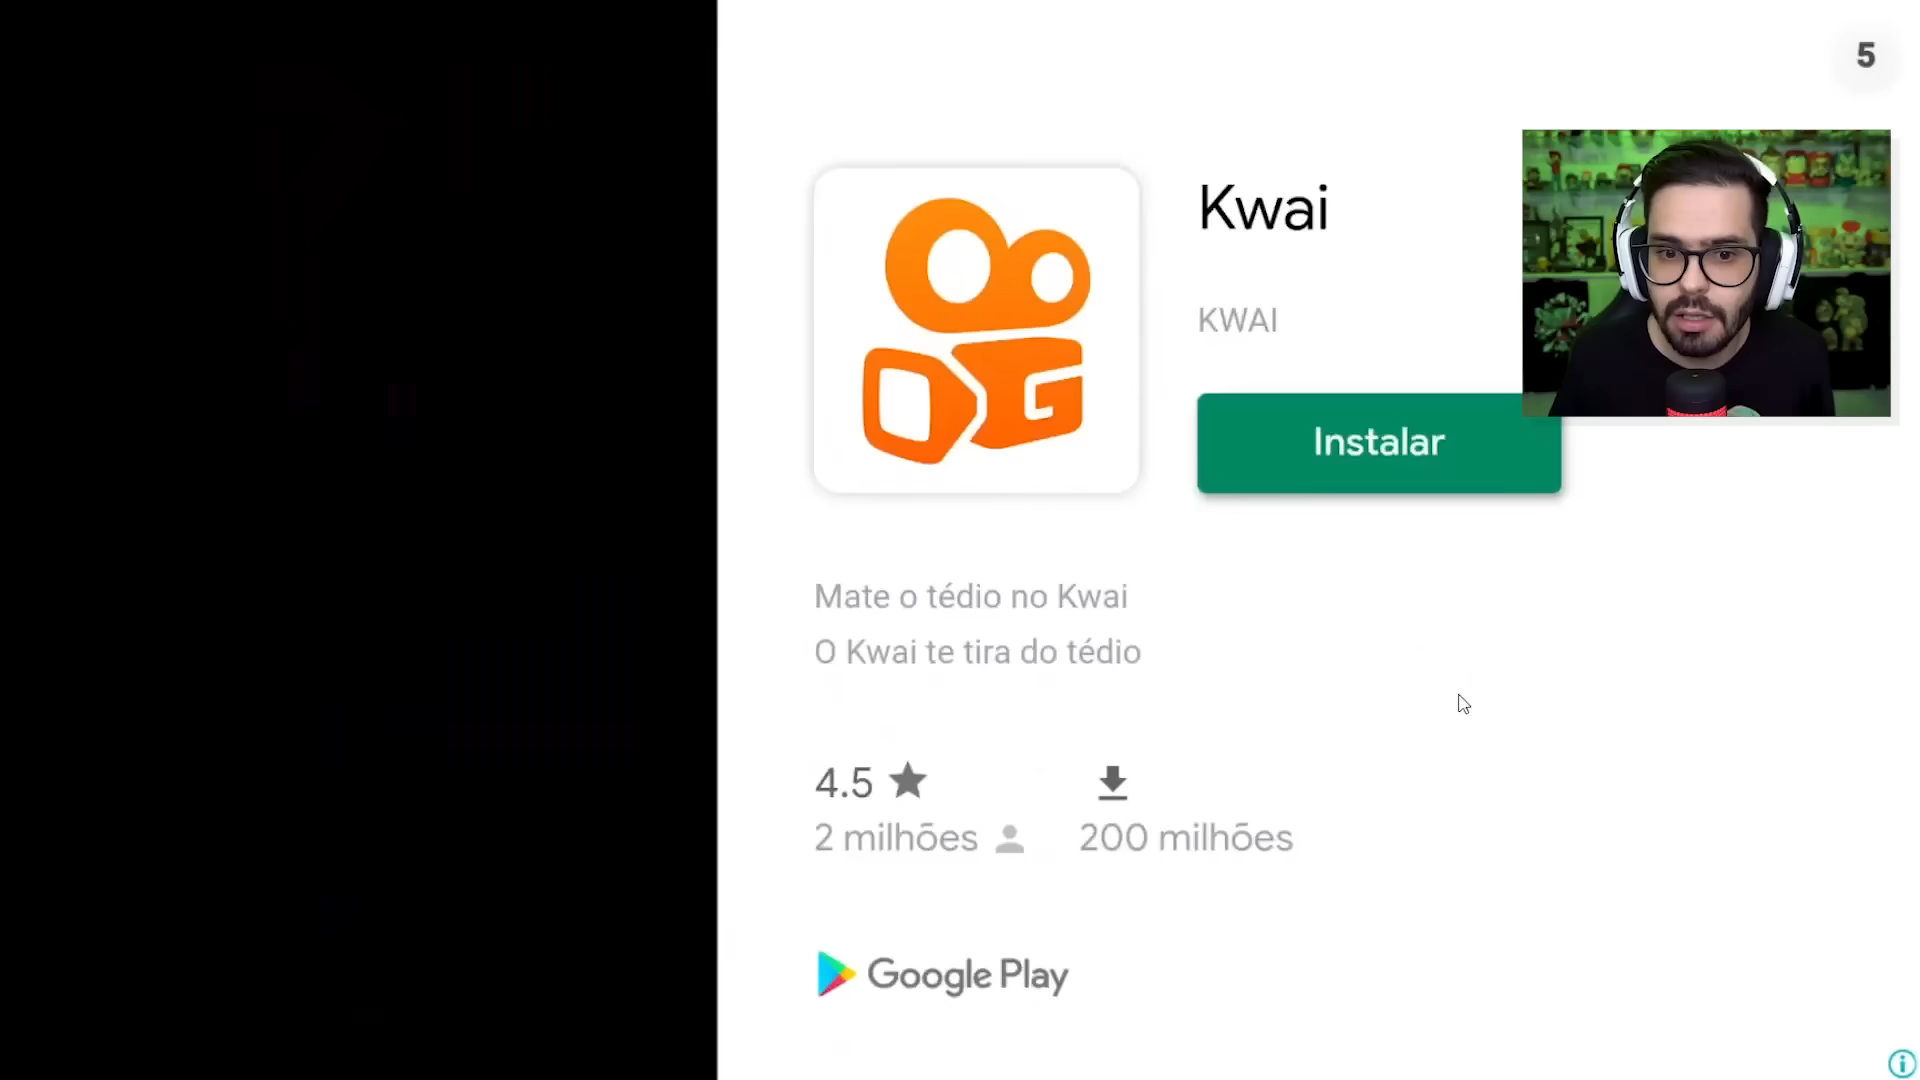 5
Kwai
KWAI
Instalar
Mate o tédio no Kwai
O Kwai te tira do tédio
4.5
2 milhões
200 milhões
Google Play